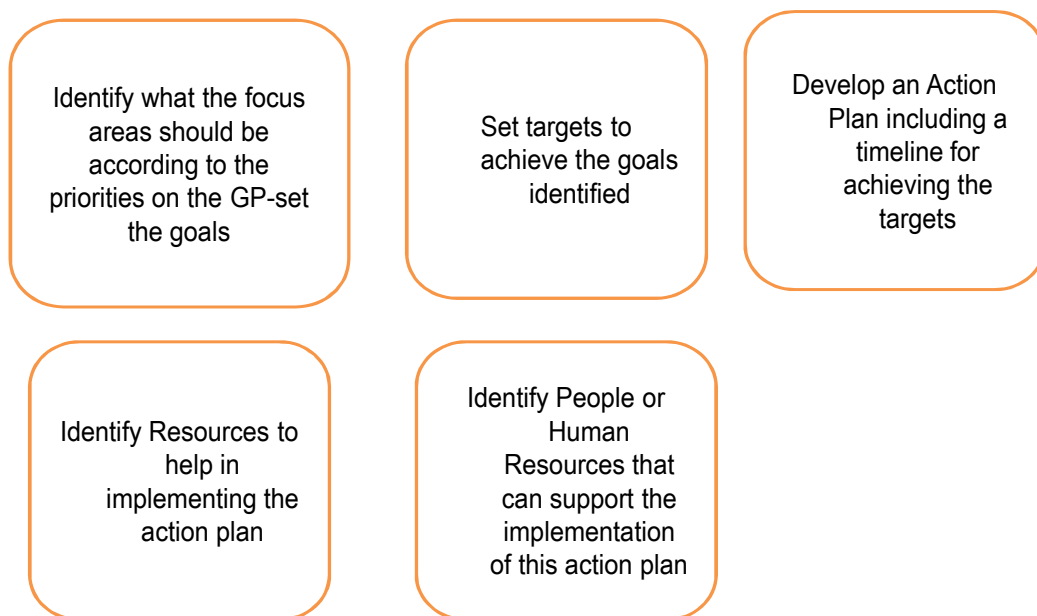 Identify what the focus
areas should be
according to the
priorities on the GP-set
the goals
Set targets to
achieve the goals
identified
Develop an Action
Plan including a
timeline for
achieving the
targets
Identify Resources to
help in
implementing the
action plan
Identify People or
Human
Resources that
can support the
implementation
of this action plan